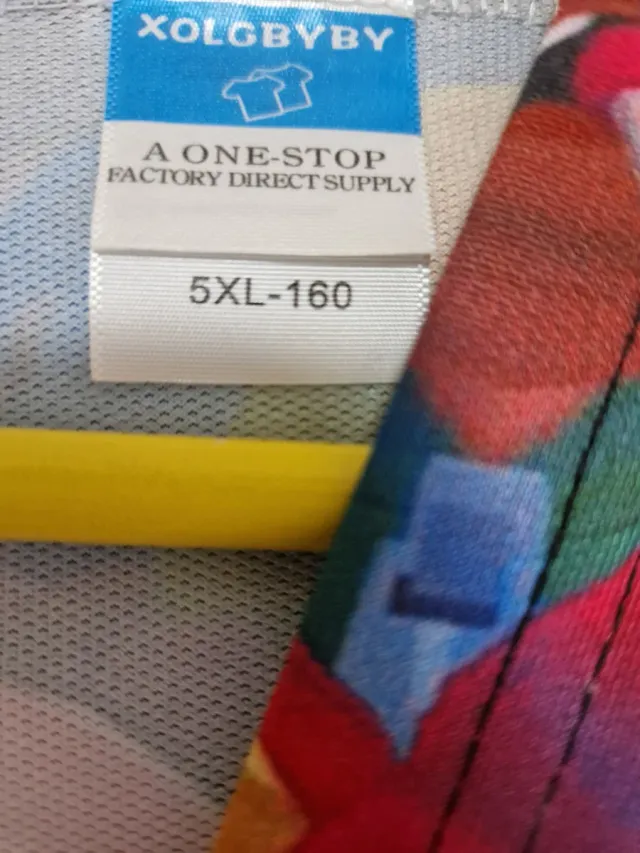 XOLGBYBY
A ONE-STOP
FACTORY DIRECT SUPPLY
5XL-160